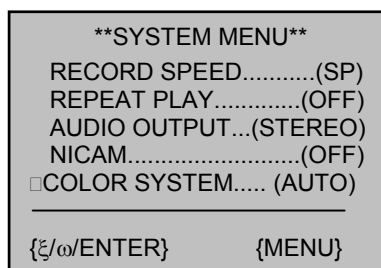 **SYSTEM MENU**
RECORD SPEED...........(SP)
REPEAT PLAY.............(OFF)
AUDIO OUTPUT...(STEREO)
NICAM..........................(OFF)
□COLOR SYSTEM..... (AUTO)
{ξ/ω/ENTER} {MENU}